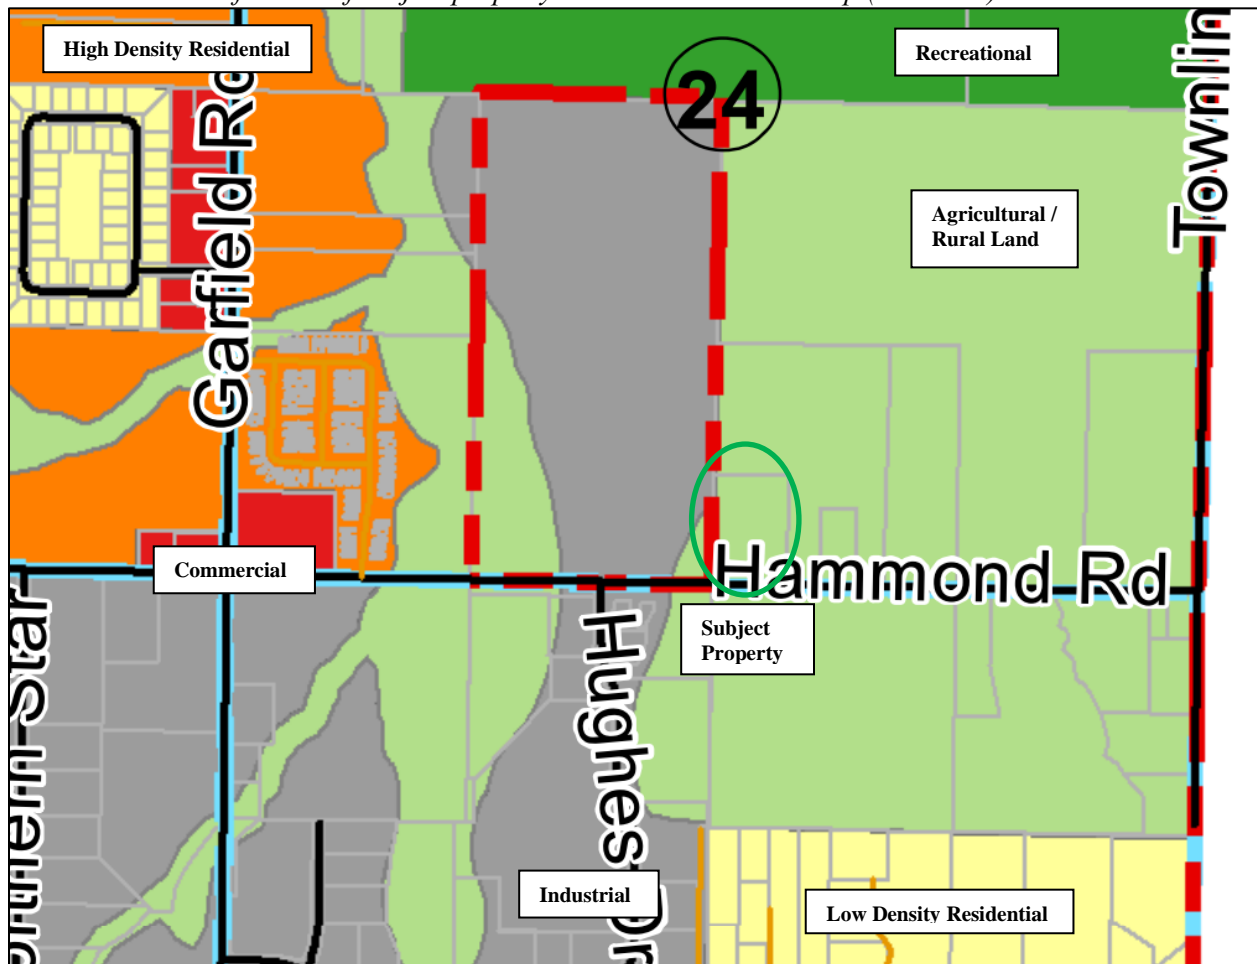 High Density Residential
Recreational
24
Garfield Rd
Agricultural /
Rural Land
Commercial
Hammond Rd
Subject
Property
Hughes Dr
Industrial
Low Density Residential